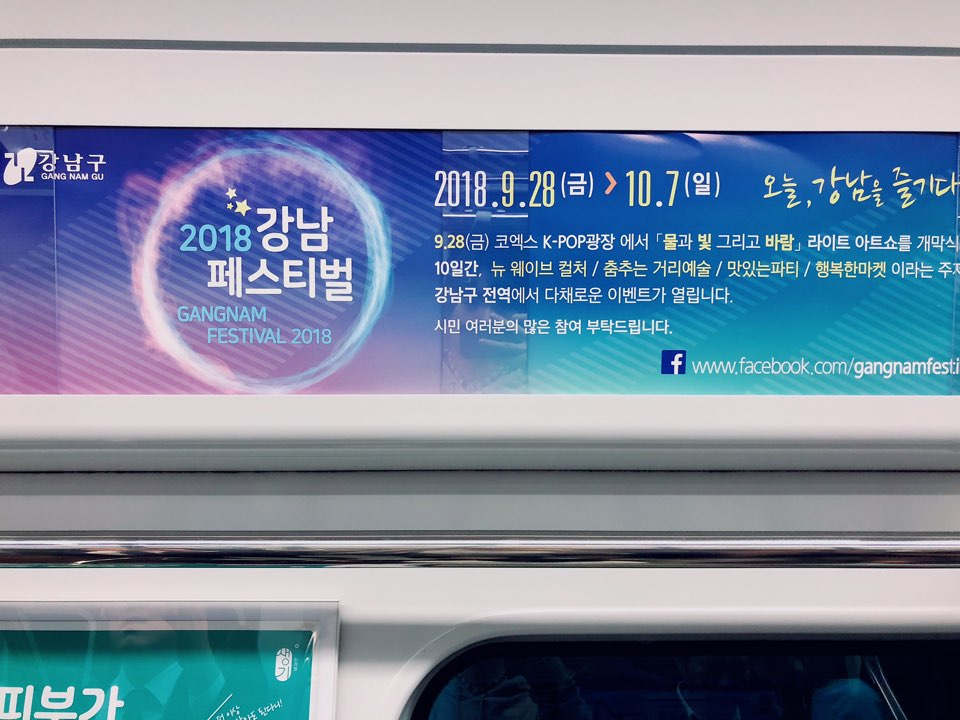 강남구
GANG NAM GU
2018 강남
페스티벌
GANGNAM
FESTIVAL 2018
2018.9.28(금) > 10.7(일)
오늘, 강남을 즐기다
9.28(금) 코엑스 K-POP광장 에서 「물과 빛 그리고 바람」 라이트 아트쇼를 개막식
10일간, 뉴 웨이브 컬처 / 춤추는 거리예술 / 맛있는파티 / 행복한마켓 이라는 주제
강남구 전역에서 다채로운 이벤트가 열립니다.
시민 여러분의 많은 참여 부탁드립니다.
f www.facebook.com/gangnamfesti
생기
피부가